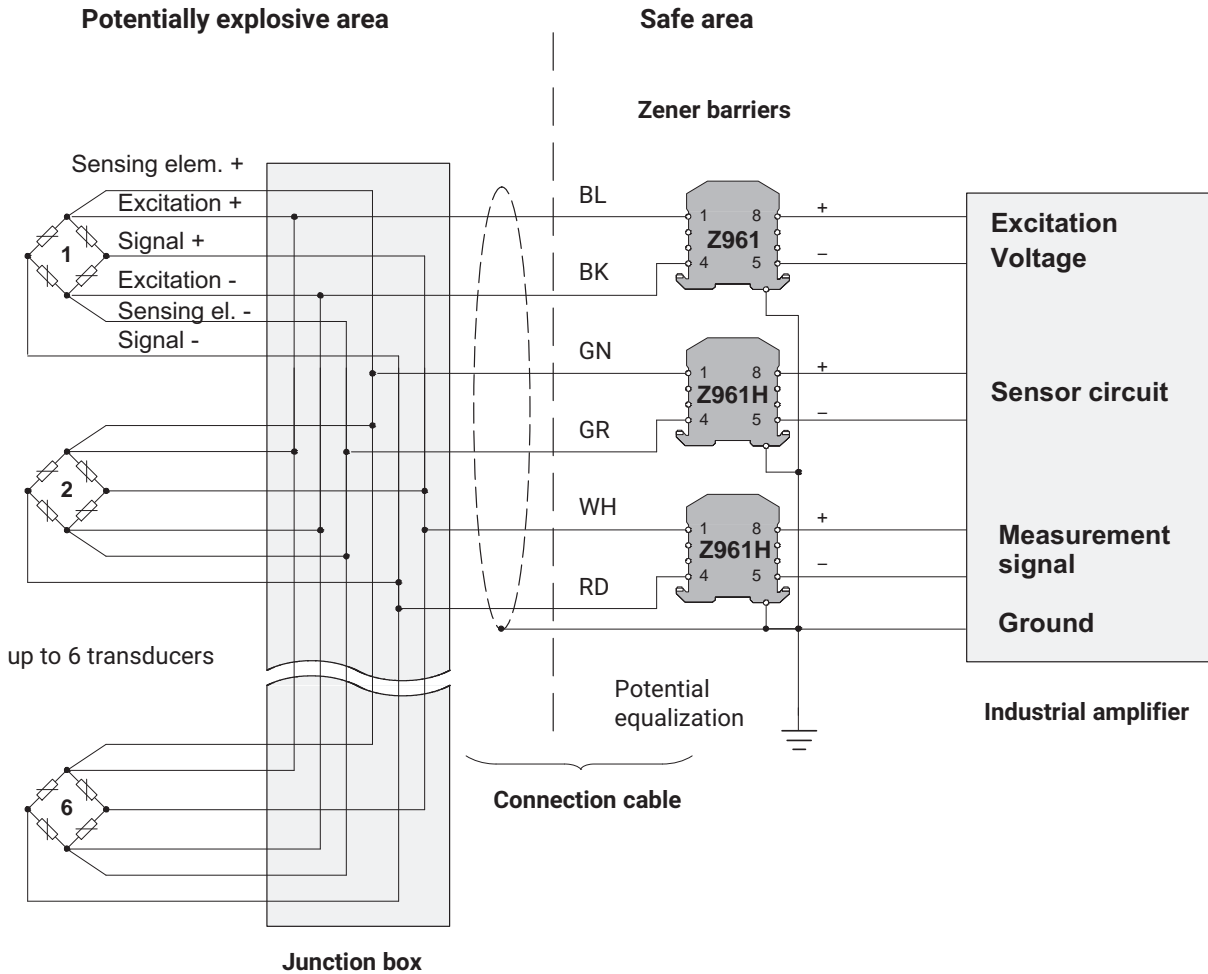 Potentially explosive area
Safe area
Zener barriers
Sensing elem. +
Excitation +
Signal +
Excitation -
Sensing el. -
Signal -
1
2
up to 6 transducers
6
Junction box
BL
BK
GN
GR
WH
RD
1 8
Z961
4 5
+
−
1 8
Z961H
4 5
+
−
1 8
Z961H
4 5
+
−
Excitation
Voltage
Sensor circuit
Measurement
signal
Ground
Industrial amplifier
Potential
equalization
Connection cable